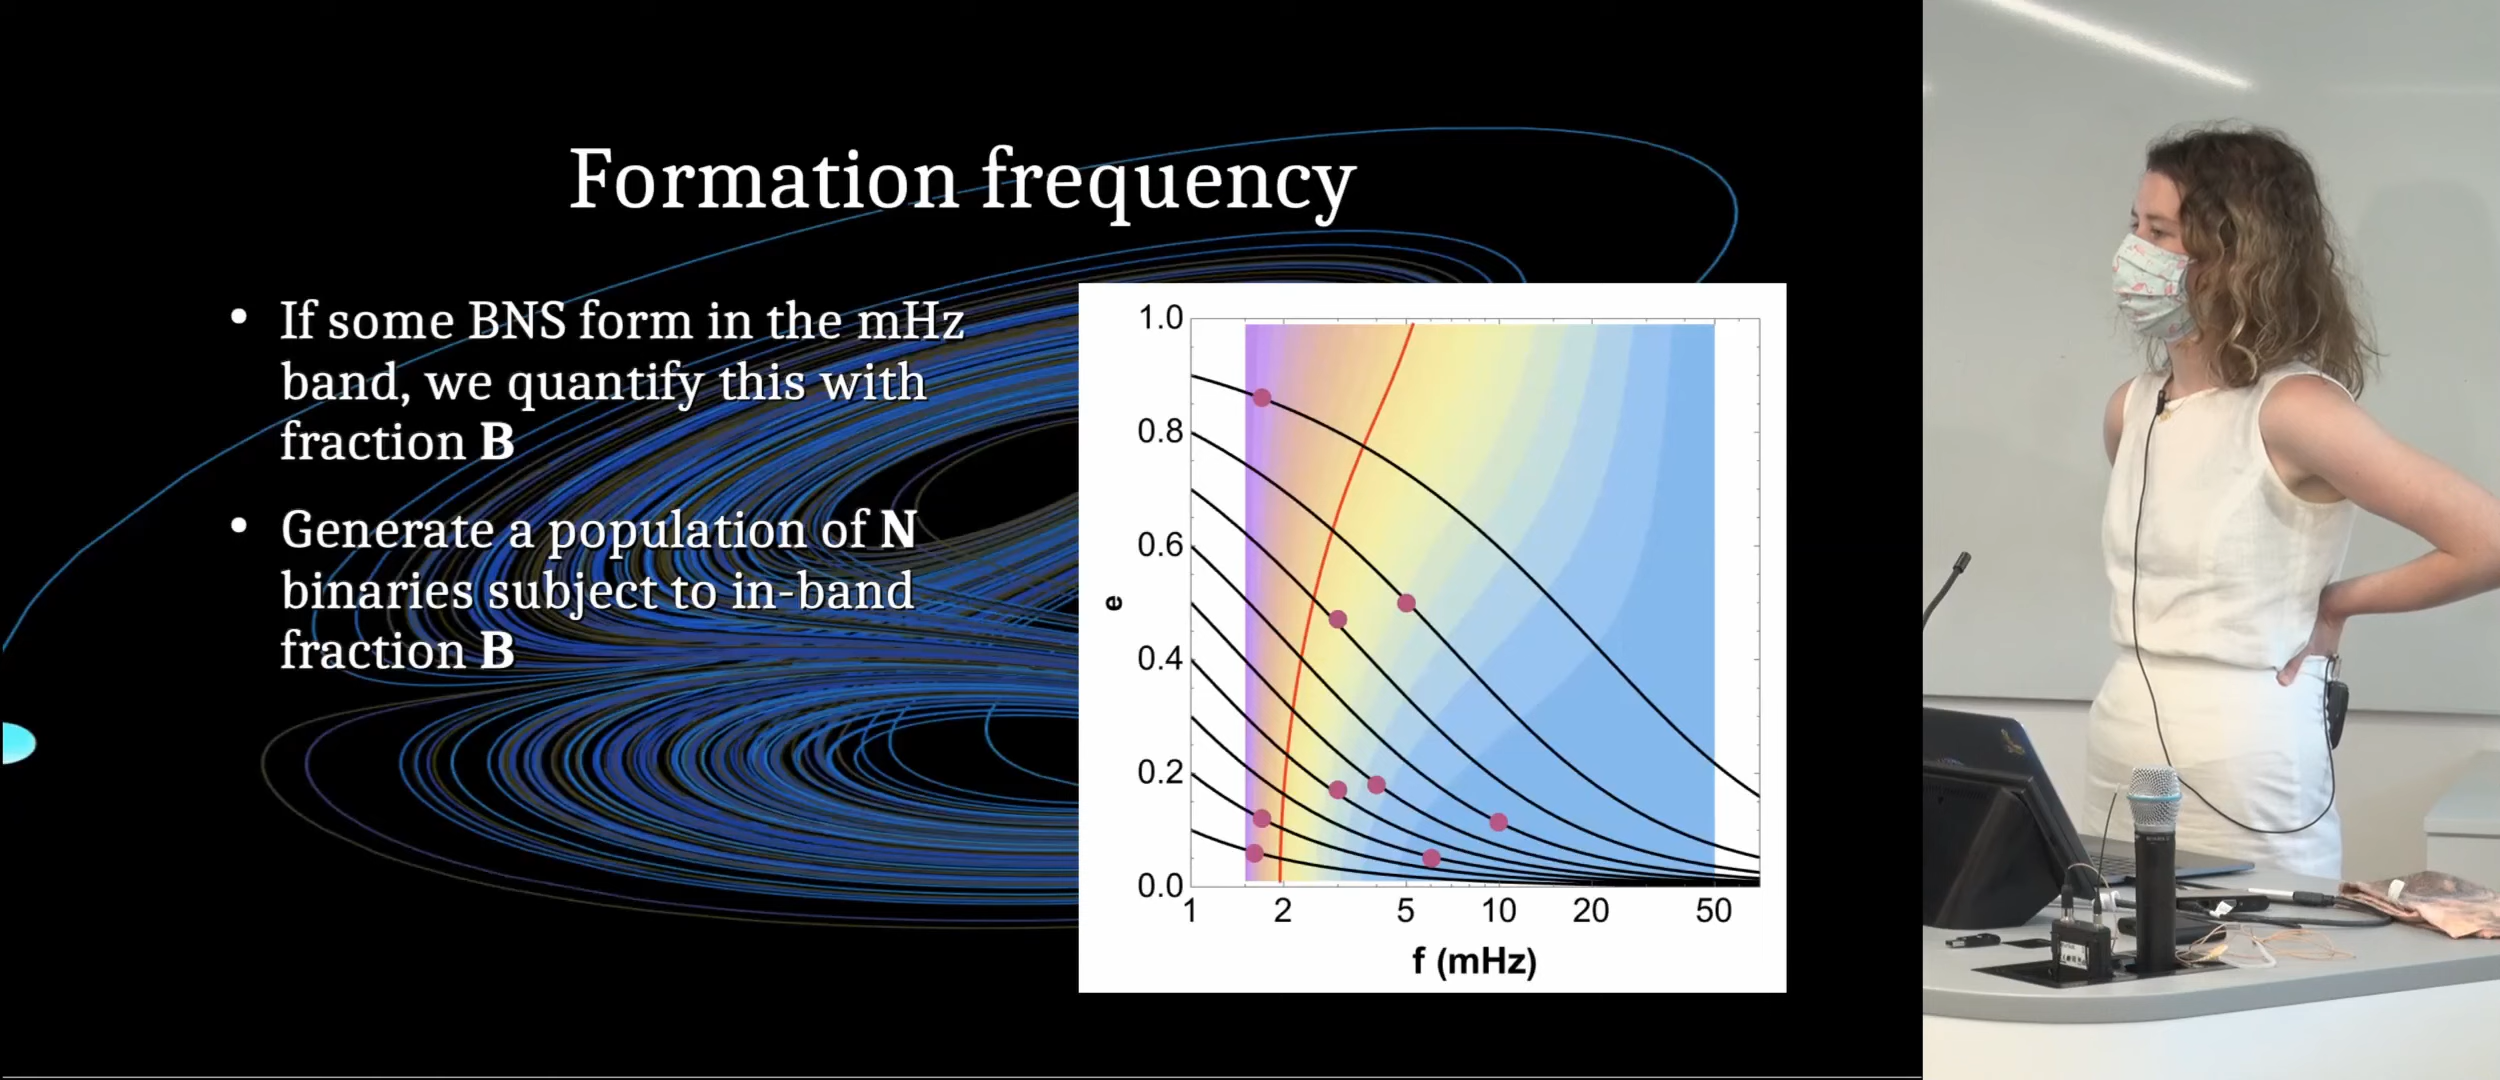 Formation frequency
• If some BNS form in the mHz
band, we quantify this with
fraction B
• Generate a population of N
binaries subject to in-band
fraction B
1.0
0.8
0.6
0.4
0.2
0.0
e
1 2 5 10 20 50
f (mHz)